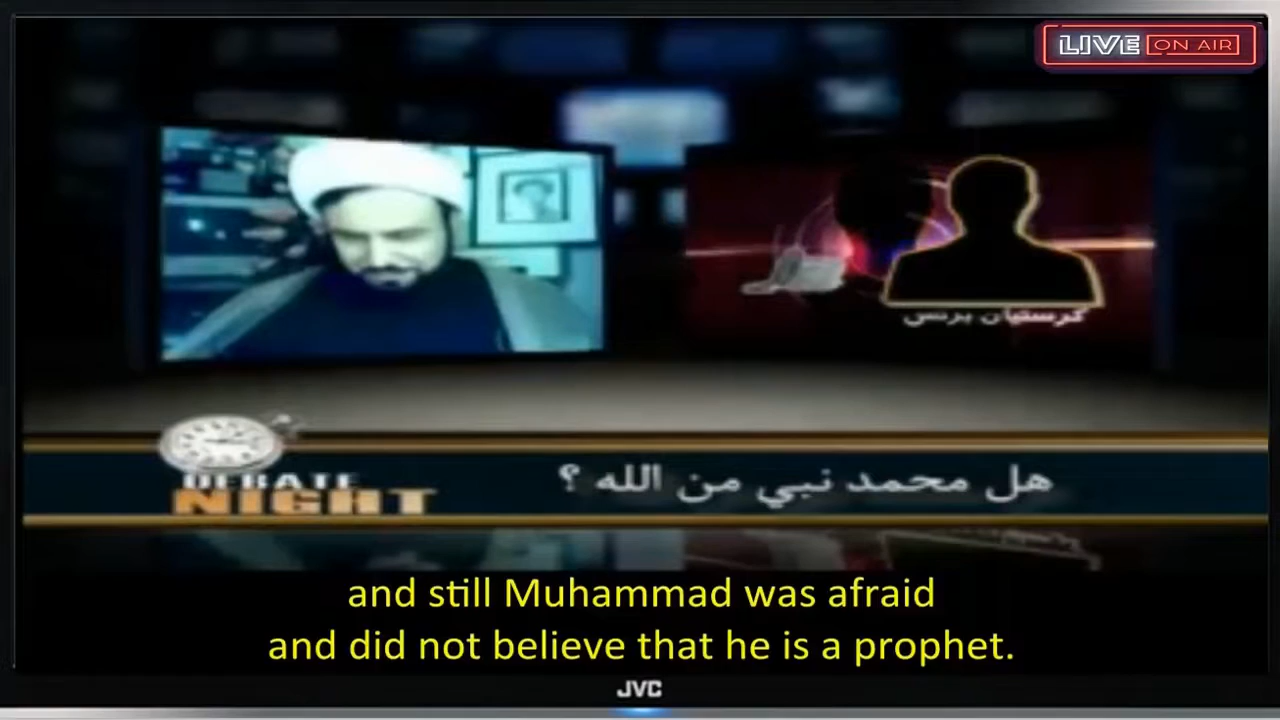 LIVE ON AIR
كرستيان برنس
DEBATE
NIGHT
هل محمد نبي من الله ؟
and still Muhammad was afraid
and did not believe that he is a prophet.
JVC